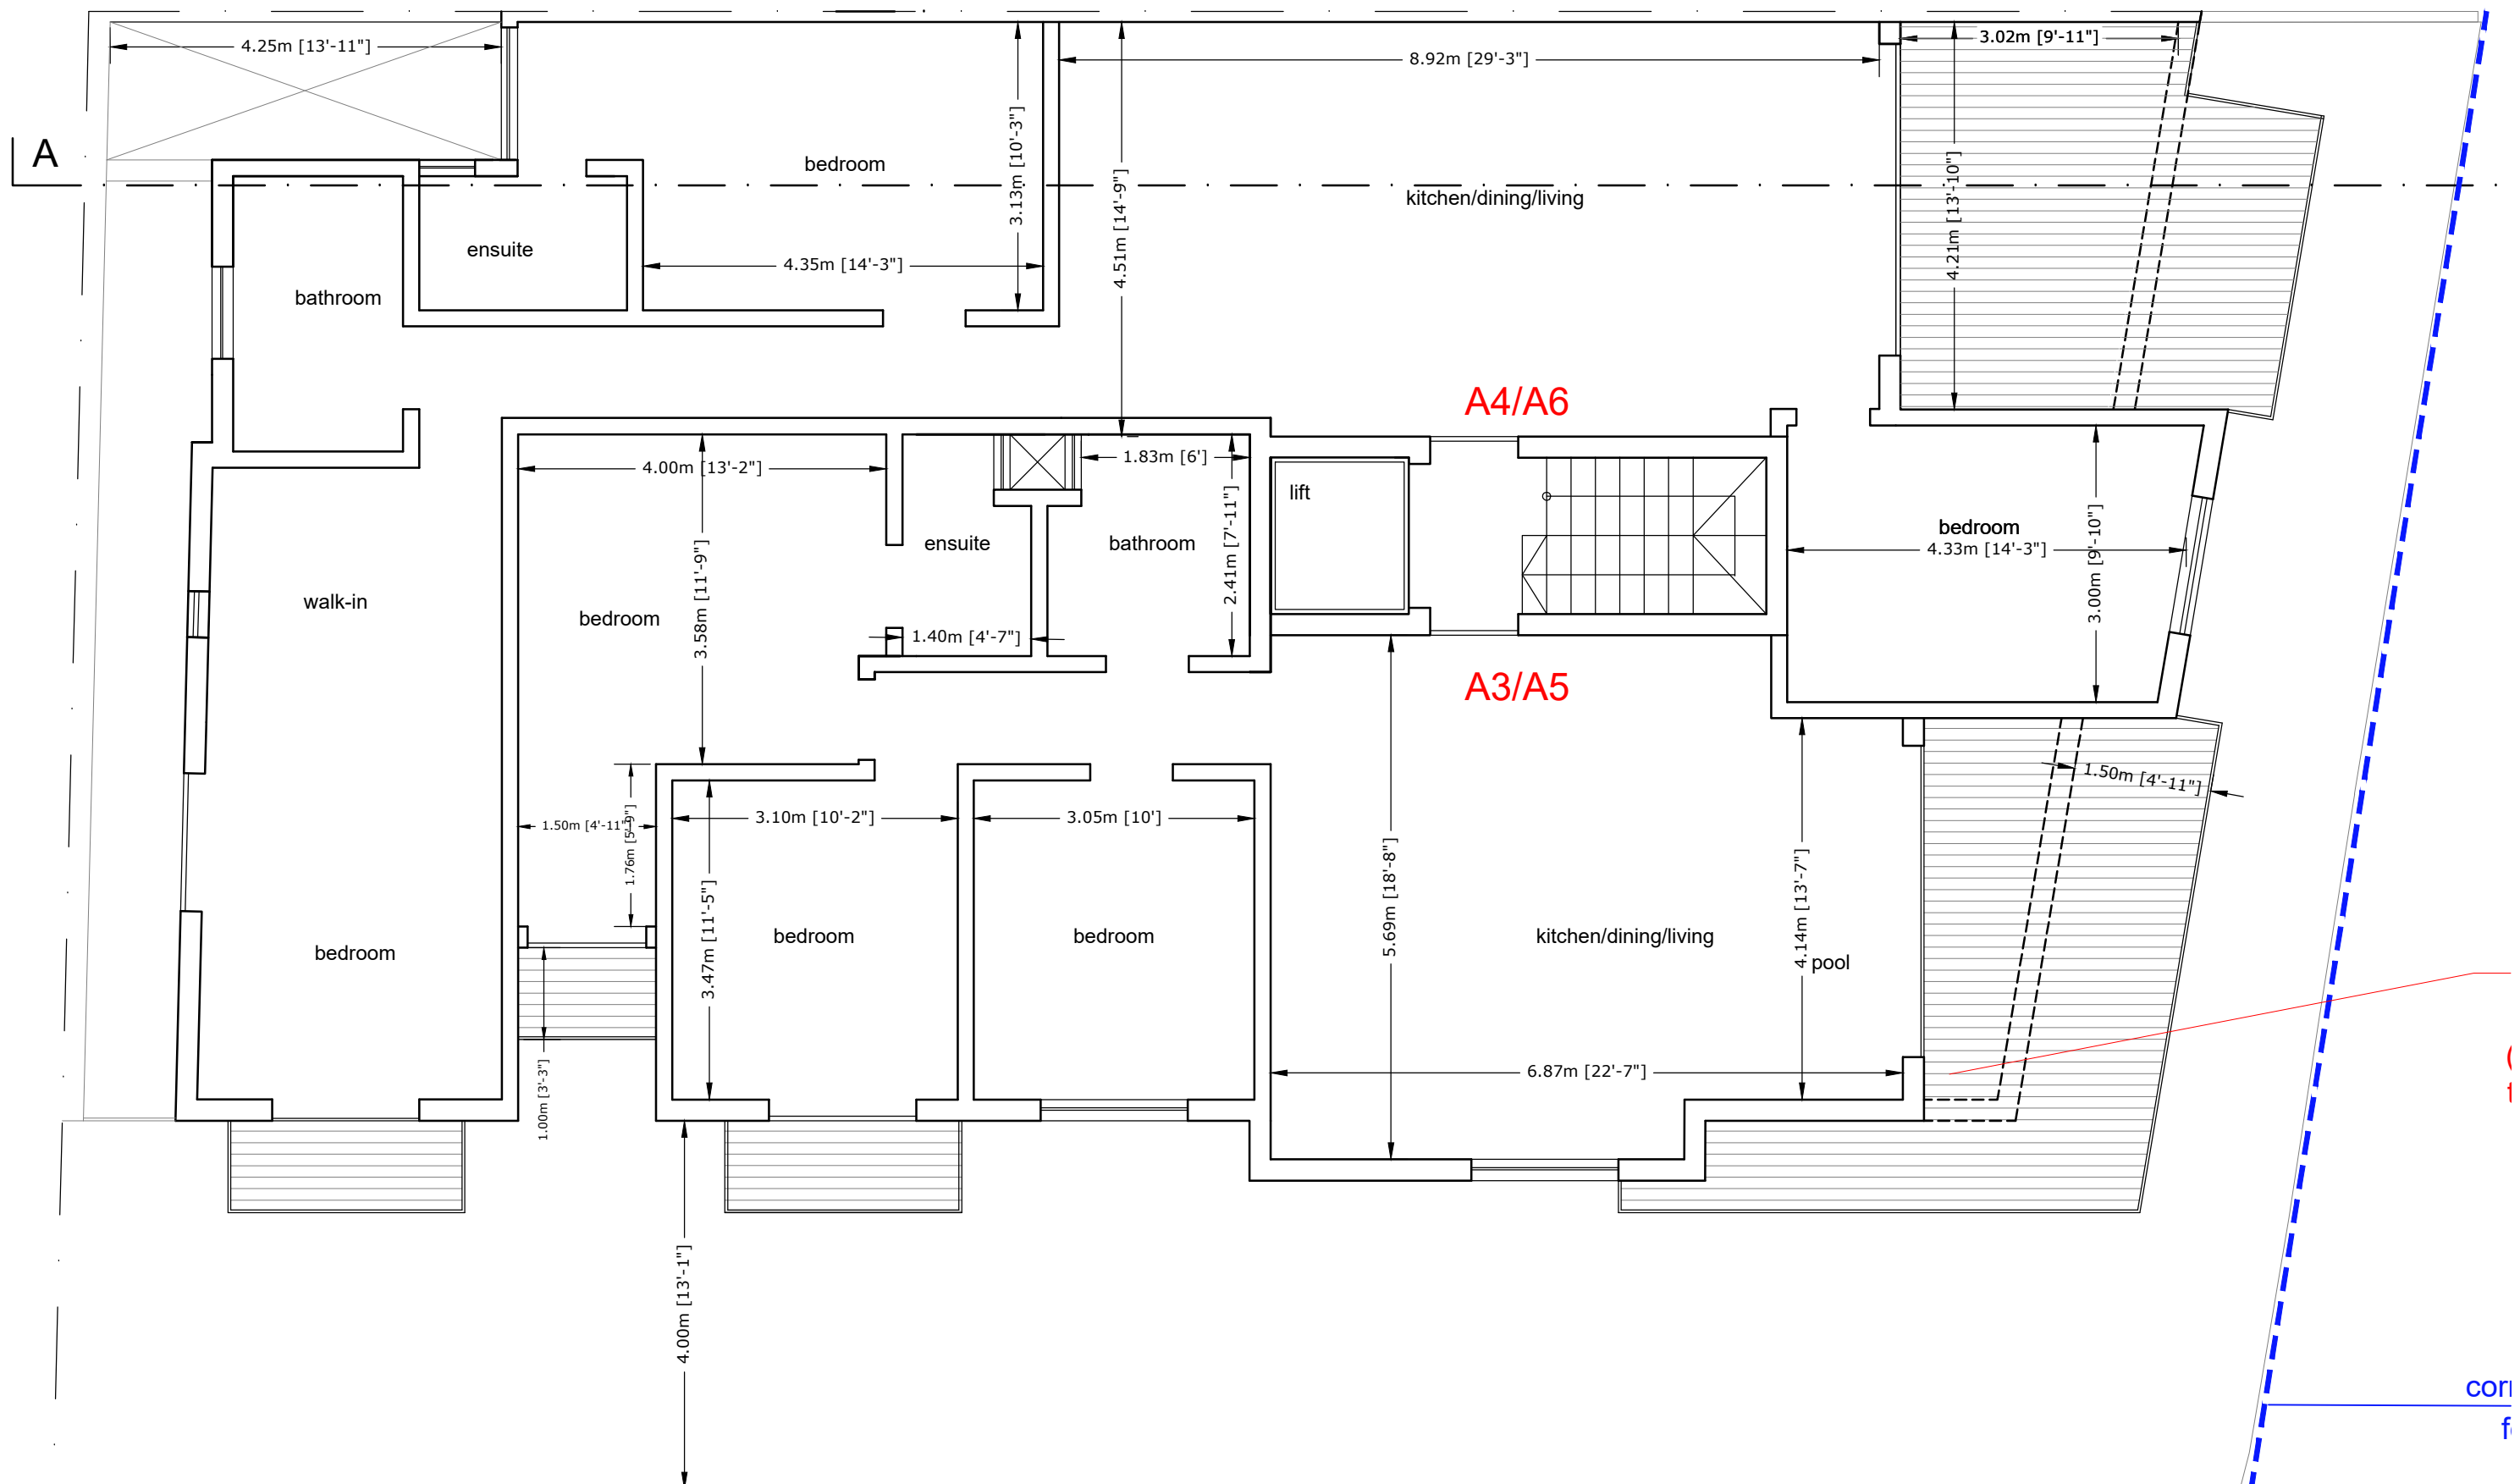 4.25m [13'-11"]
3.02m [9'-11"]
8.92m [29'-3"]
A
bedroom
3.13m [10'-3"]
4.51m [14'-9"]
kitchen/dining/living
4.21m [13'-10"]
ensuite
4.35m [14'-3"]
bathroom
A4/A6
4.00m [13'-2"]
1.83m [6']
lift
2.41m [7'-11"]
bedroom
4.33m [14'-3"]
3.00m [9'-10"]
ensuite
bathroom
3.58m [11'-9"]
walk-in
bedroom
1.40m [4'-7"]
A3/A5
1.50m [4'-11"]
1.50m [4'-11"]
1.76m [5'-9"]
3.10m [10'-2"]
3.05m [10']
5.69m [18'-8"]
4.14m [13'-7"]
3.47m [11'-5"]
bedroom
bedroom
bedroom
kitchen/dining/living
pool
6.87m [22'-7"]
1.00m [3'-3"]
4.00m [13'-1"]